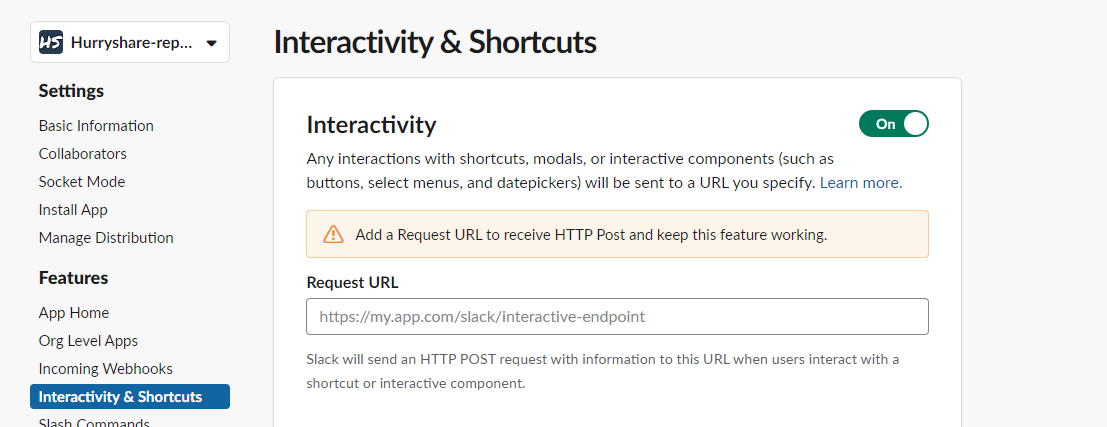 HS Hurryshare-rep...
Settings
Basic Information
Collaborators
Socket Mode
Install App
Manage Distribution
Features
App Home
Org Level Apps
Incoming Webhooks
Interactivity & Shortcuts
Slash Commands
Interactivity & Shortcuts
Interactivity
On
Any interactions with shortcuts, modals, or interactive components (such as
buttons, select menus, and datepickers) will be sent to a URL you specify. Learn more.
Add a Request URL to receive HTTP Post and keep this feature working.
Request URL
https://my.app.com/slack/interactive-endpoint
Slack will send an HTTP POST request with information to this URL when users interact with a
shortcut or interactive component.